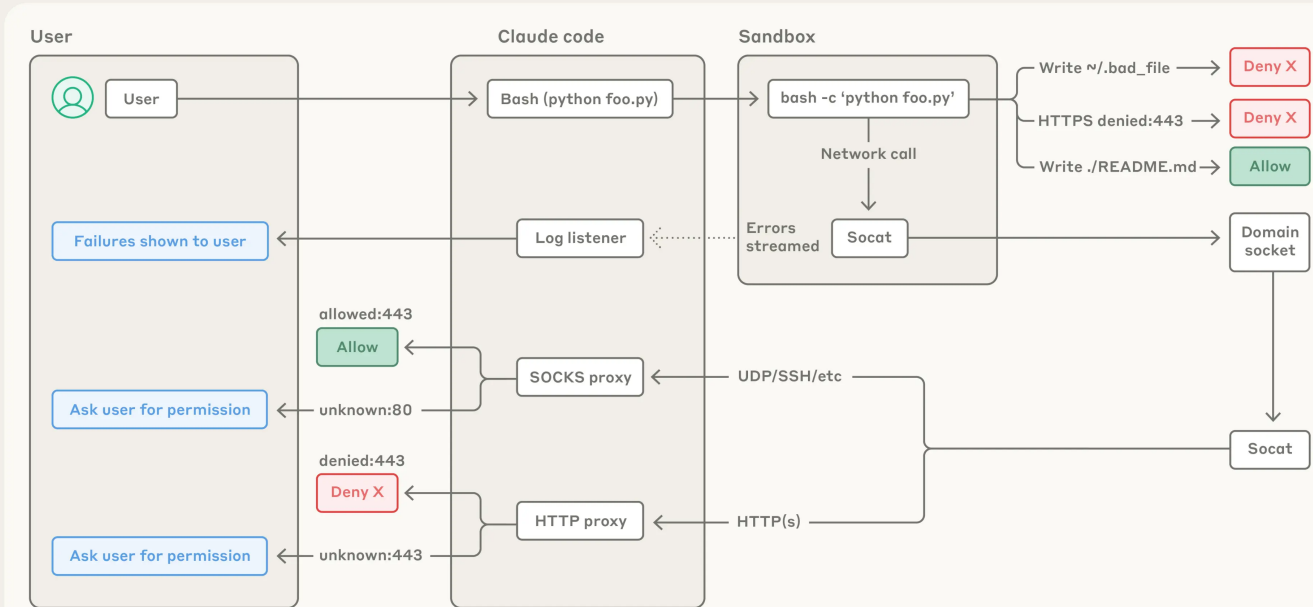 User
Claude code
Sandbox
User
Bash (python foo.py)
bash -c ‘python foo.py’
Write ~/.bad_file
Deny X
HTTPS denied:443
Deny X
Write ./README.md
Allow
Network call
Failures shown to user
Log listener
Errors
streamed
Socat
Domain
socket
allowed:443
Allow
SOCKS proxy
UDP/SSH/etc
Ask user for permission
unknown:80
Socat
denied:443
Deny X
HTTP proxy
HTTP(s)
Ask user for permission
unknown:443